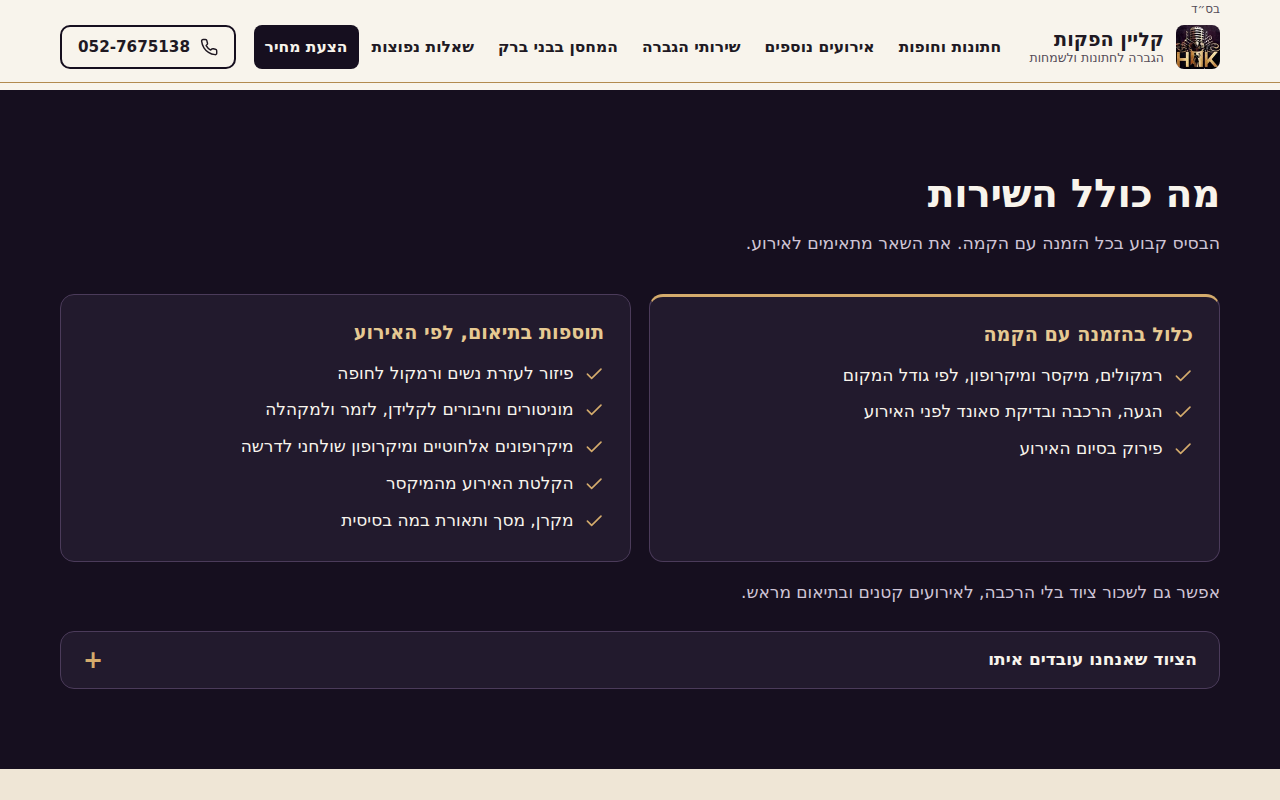 בס״ד
קליין הפקות
הגברה לחתונות ולשמחות
חתונות וחופות
אירועים נוספים
שירותי הגברה
המחסן בבני ברק
שאלות נפוצות
הצעת מחיר
052-7675138
HПK
מה כולל השירות
הבסיס קבוע בכל הזמנה עם הקמה. את השאר מתאימים לאירוע.
כלול בהזמנה עם הקמה
רמקולים, מיקסר ומיקרופון, לפי גודל המקום
הגעה, הרכבה ובדיקת סאונד לפני האירוע
פירוק בסיום האירוע
תוספות בתיאום, לפי האירוע
פיזור לעזרת נשים ורמקול לחופה
מוניטורים וחיבורים לקלידן, לזמר ולמקהלה
מיקרופונים אלחוטיים ומיקרופון שולחני לדרשה
הקלטת האירוע מהמיקסר
מקרן, מסך ותאורת במה בסיסית
אפשר גם לשכור ציוד בלי הרכבה, לאירועים קטנים ובתיאום מראש.
הציוד שאנחנו עובדים איתו
+